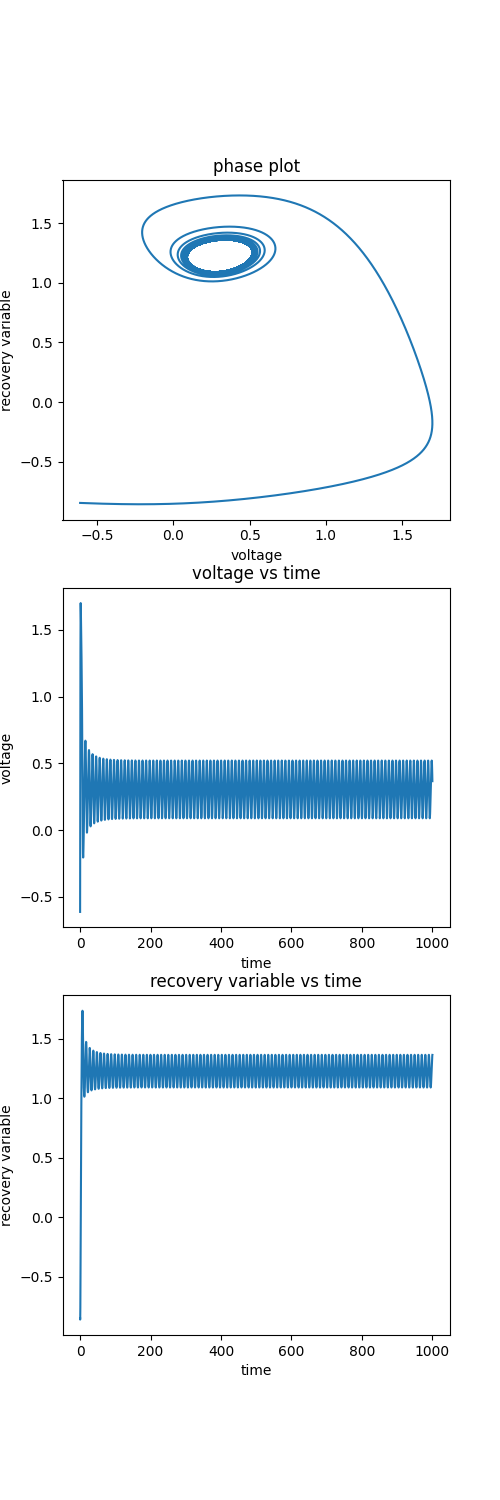 phase plot
1.5
1.0
0.5
0.0
−0.5
recovery variable
−0.5 0.0 0.5 1.0 1.5
voltage
voltage vs time
1.5
1.0
0.5
0.0
−0.5
voltage
0 200 400 600 800 1000
time
recovery variable vs time
1.5
1.0
0.5
0.0
−0.5
recovery variable
0 200 400 600 800 1000
time